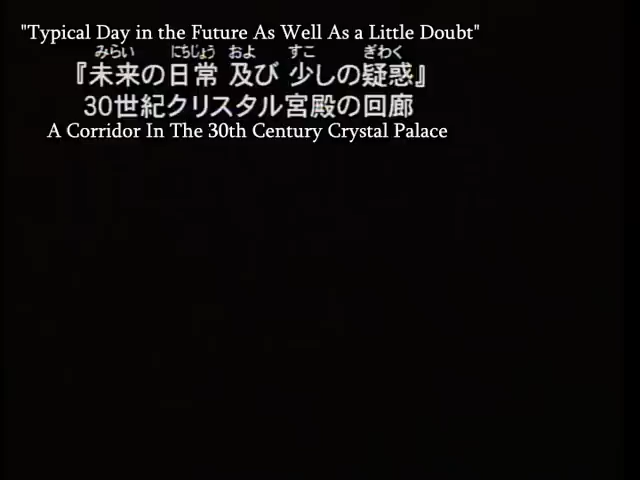 "Typical Day in the Future As Well As a Little Doubt"
みらい にちじょう およ すこ ぎわく
『未来の日常 及び 少しの疑惑』
30世紀クリスタル宮殿の回廊
A Corridor In The 30th Century Crystal Palace